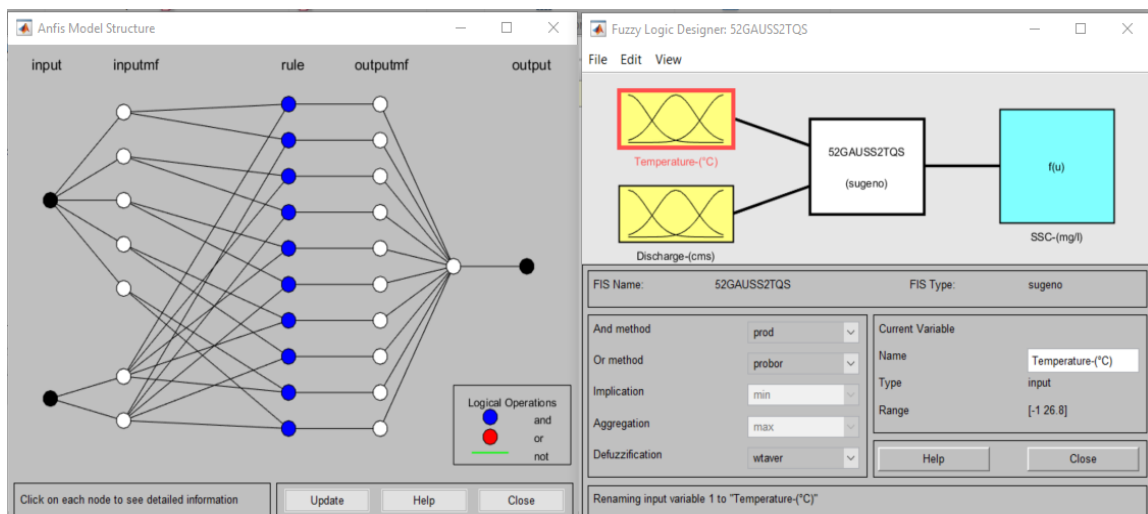 Anfis Model Structure
input inputmf rule outputmf output
Logical Operations
and
or
not
Click on each node to see detailed information
Update Help Close
Fuzzy Logic Designer: 52GAUSS2TQS
File Edit View
Temperature-(°C)
Discharge-(cms)
52GAUSS2TQS
(sugeno)
f(u)
SSC-(mg/l)
FIS Name: 52GAUSS2TQS FIS Type: sugeno
And method prod
Or method probor
Implication min
Aggregation max
Defuzzification wtaver
Current Variable
Name Temperature-(°C)
Type input
Range [-1 26.8]
Help Close
Renaming input variable 1 to "Temperature-(°C)"